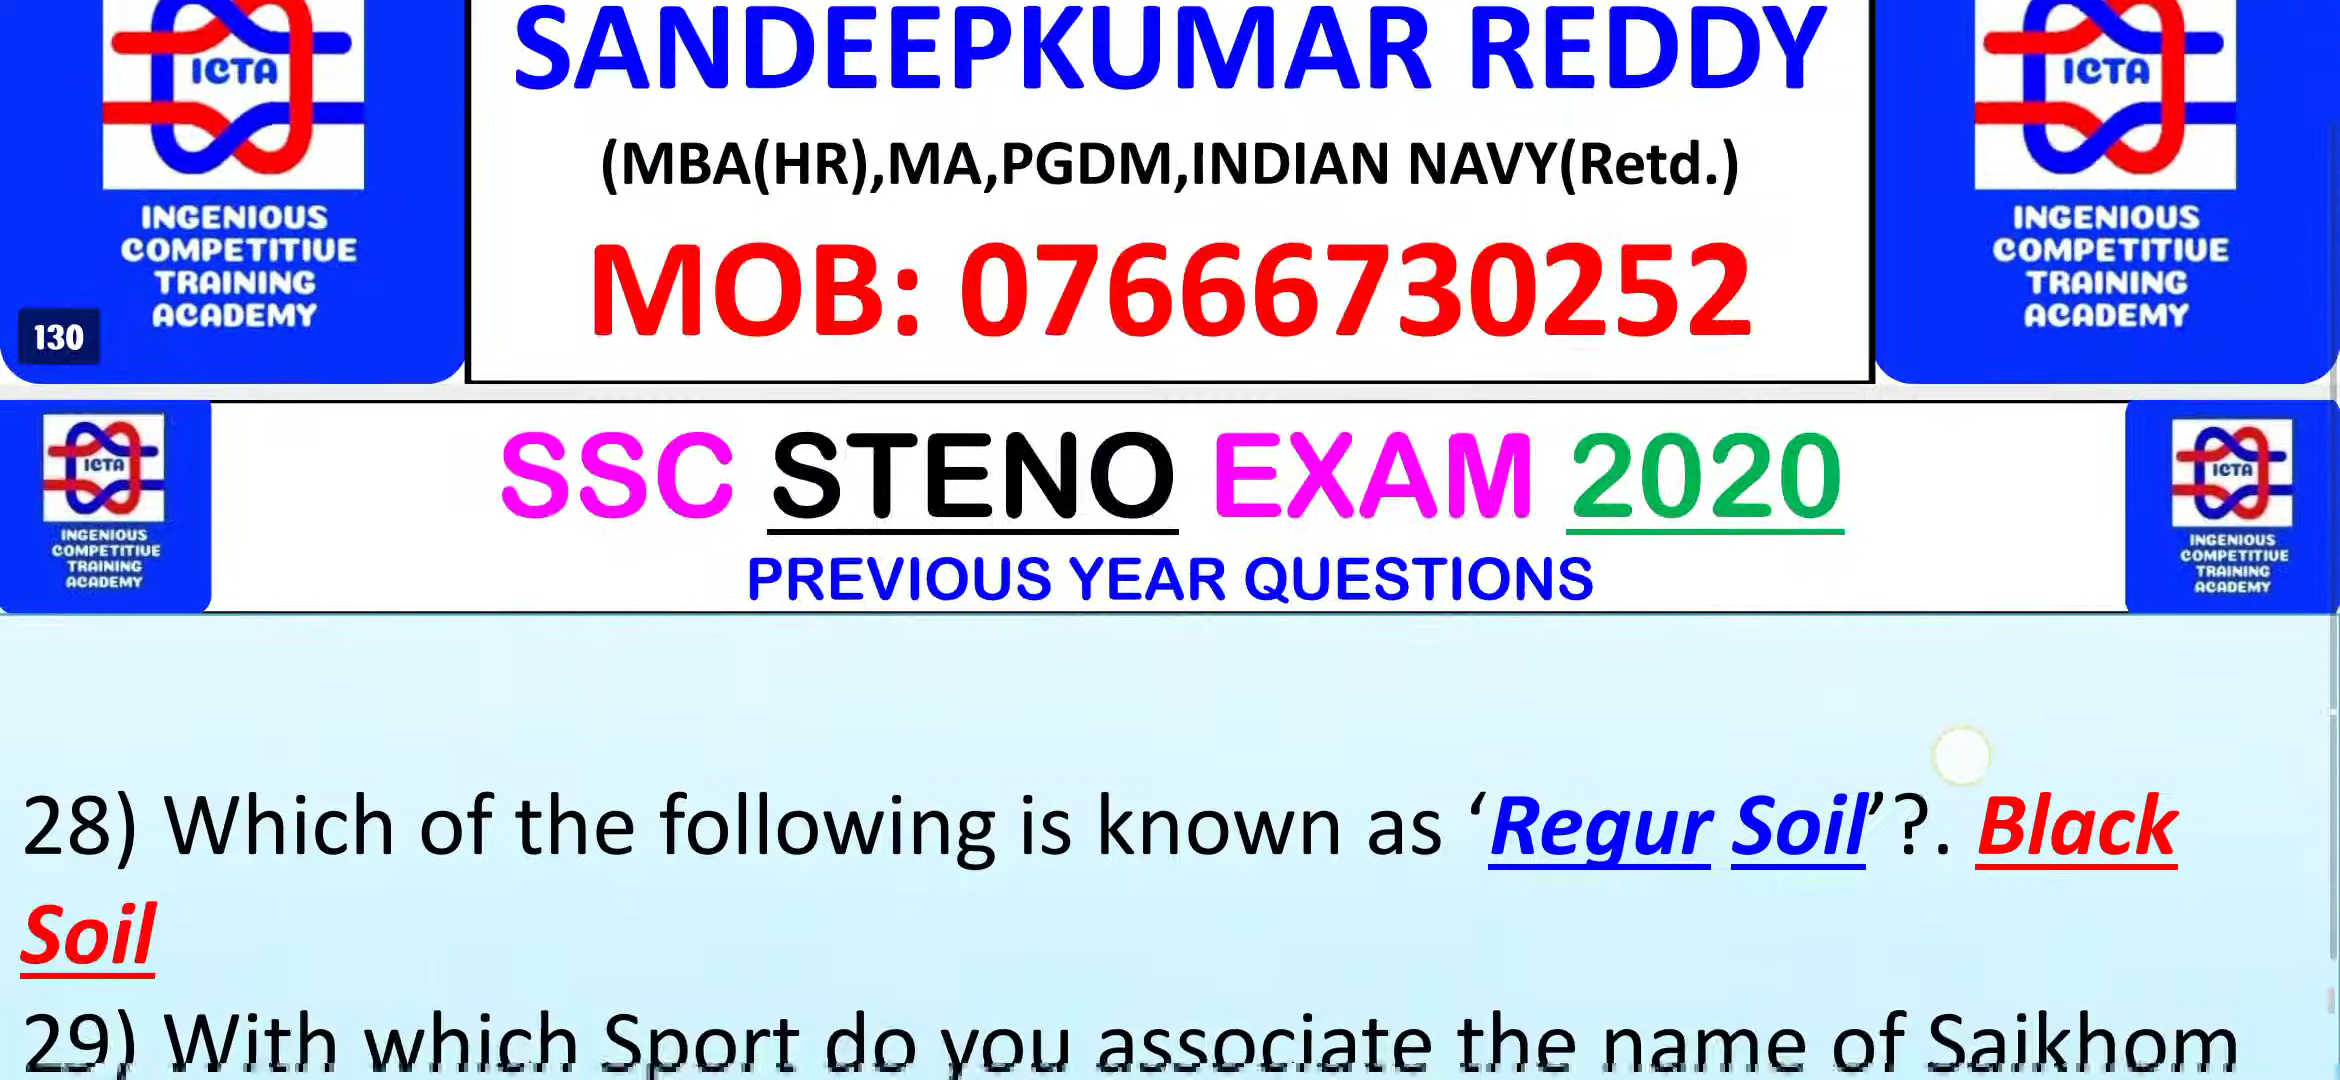 ICTA
SANDEEPKUMAR REDDY
ICTA
(MBA(HR),MA,PGDM,INDIAN NAVY(Retd.)
INGENIOUS
COMPETITIUE
TRAINING
ACADEMY
MOB: 07666730252
INGENIOUS
COMPETITIUE
TRAINING
ACADEMY
130
ICTA
INGENIOUS
COMPETITIUE
TRAINING
ACADEMY
SSC STENO EXAM 2020
PREVIOUS YEAR QUESTIONS
ICTA
INGENIOUS
COMPETITIUE
TRAINING
ACADEMY
28) Which of the following is known as ‘Regur Soil’?. Black
Soil
29) With which Sport do you associate the name of Saikhom